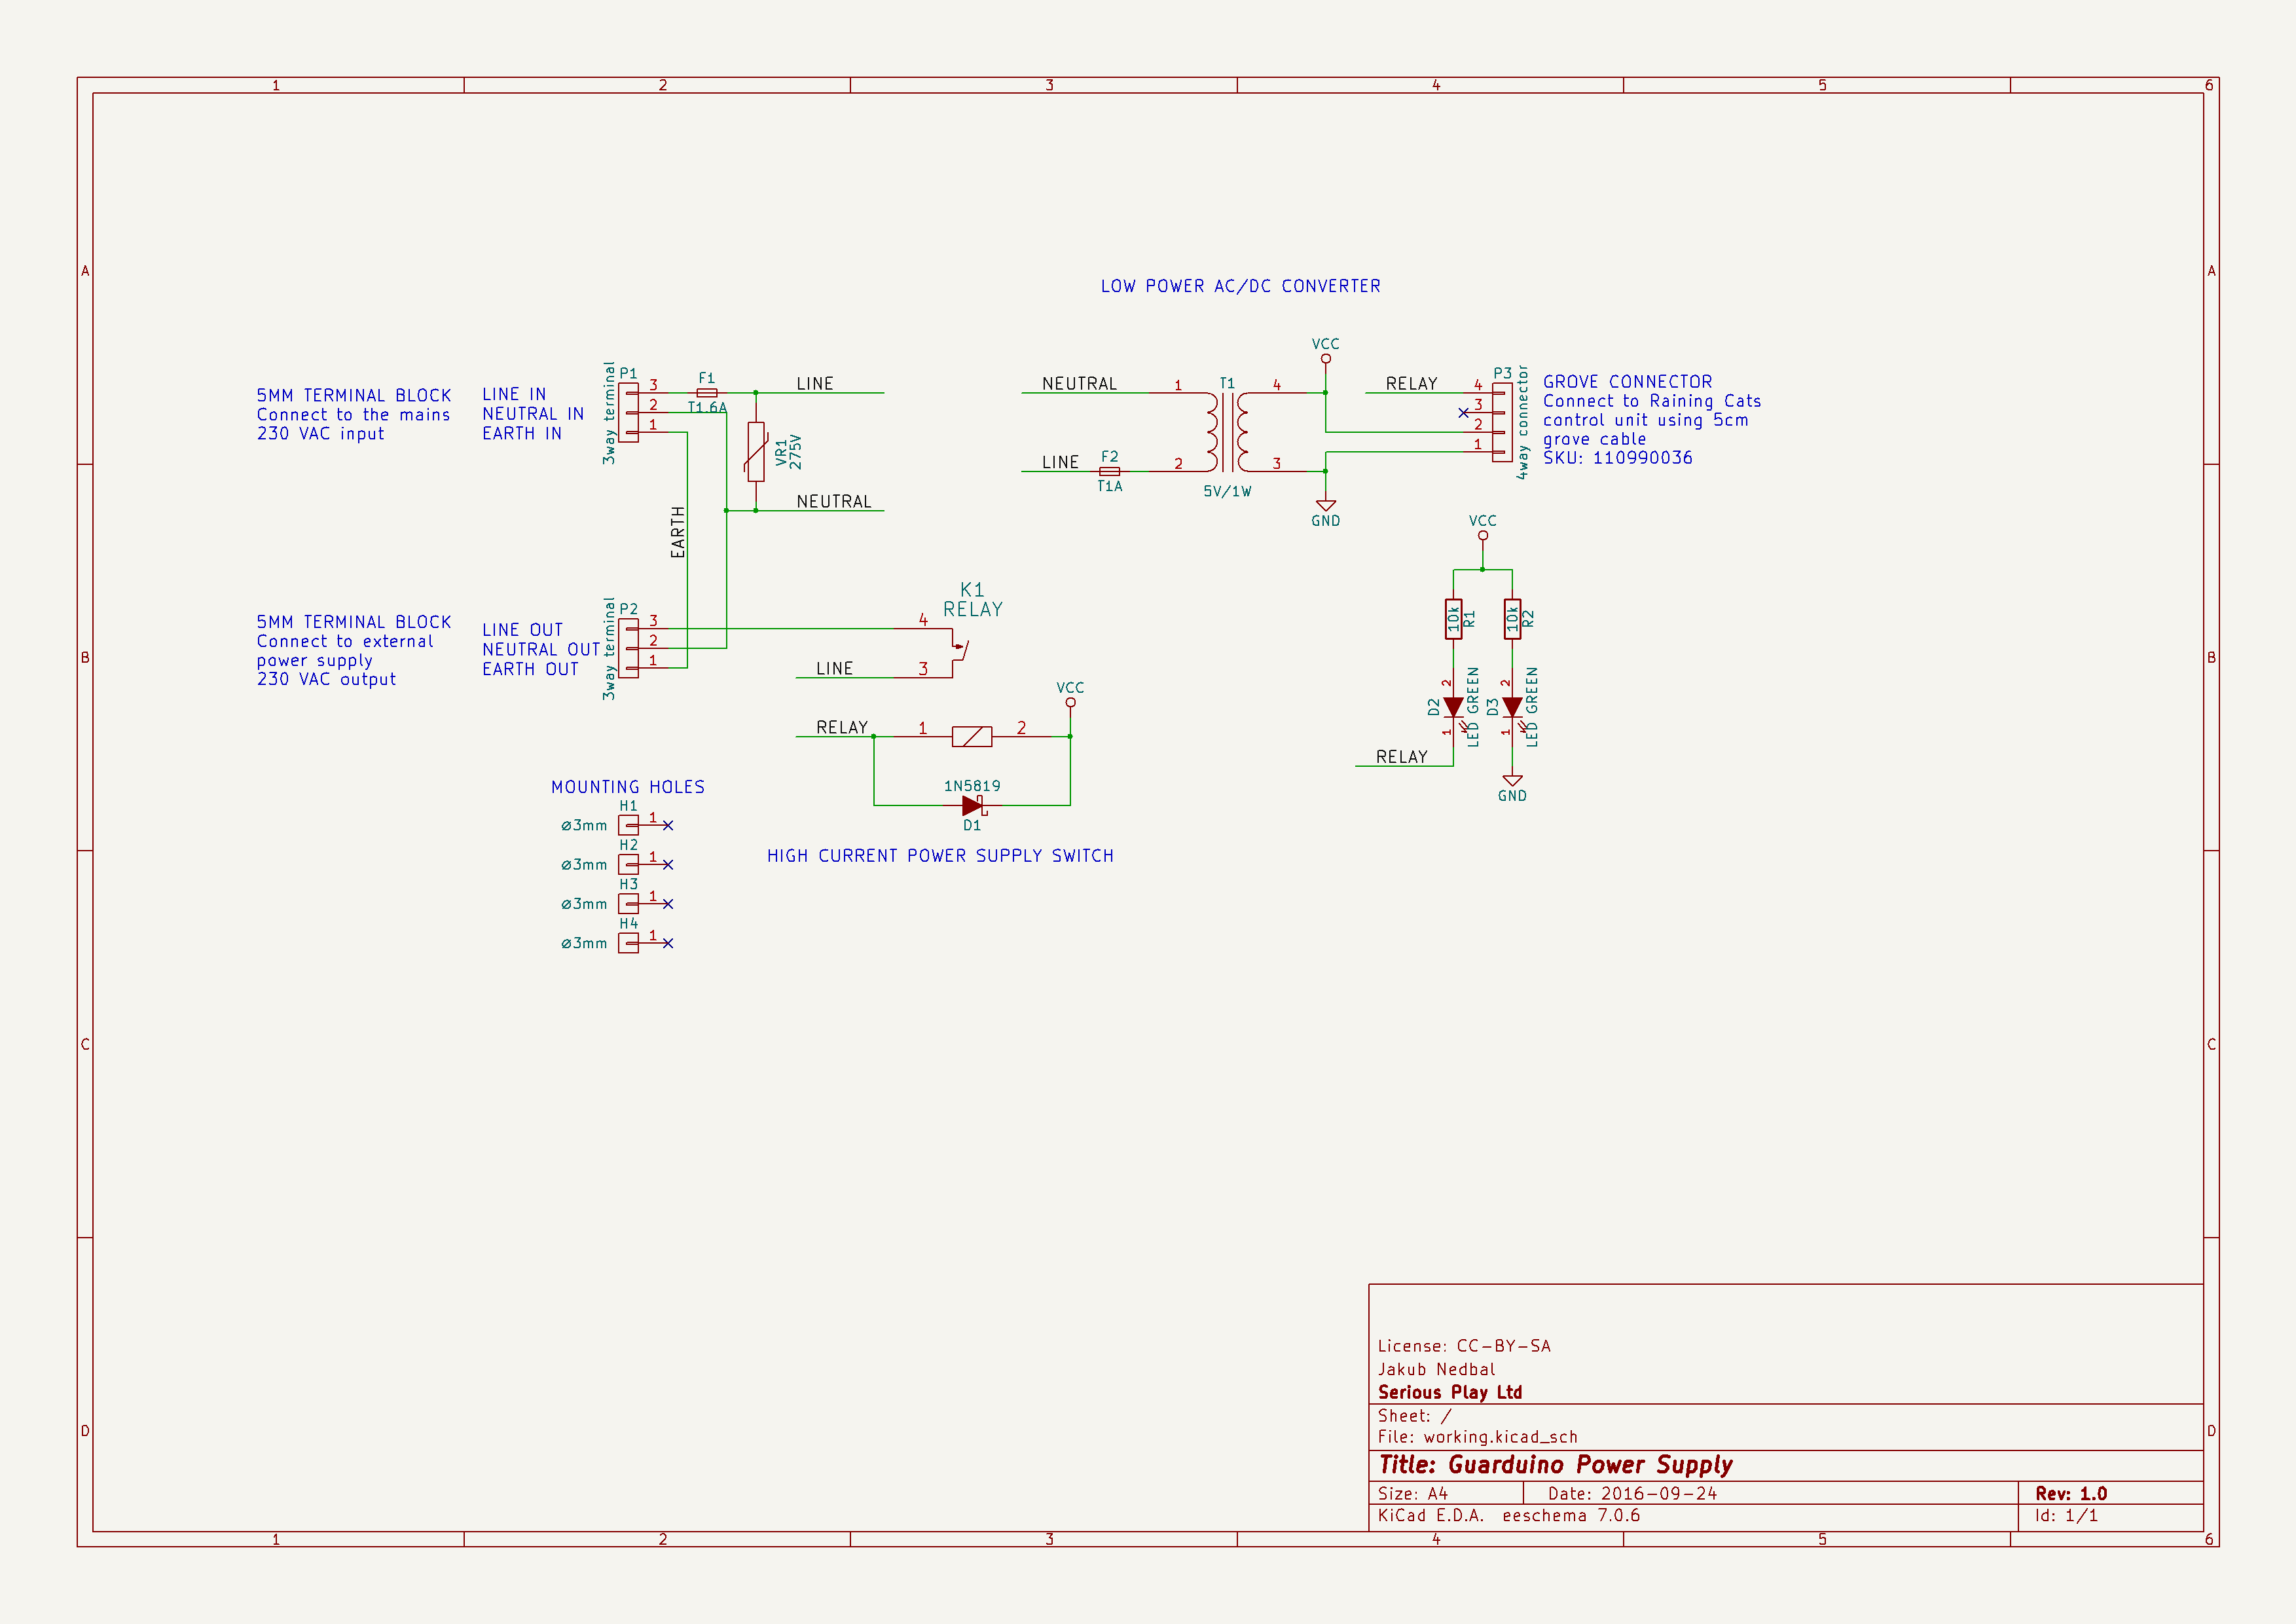 1 2 3 4 5 6
A
A
LOW POWER AC/DC CONVERTER
5MM TERMINAL BLOCK
Connect to the mains
230 VAC input
LINE IN
NEUTRAL IN
EARTH IN
3way terminal
P1
3
2
1
F1
T1.6A
LINE
VR1
275V
NEUTRAL
EARTH
NEUTRAL
LINE
F2
T1A
1
2
T1
5V/1W
4
3
VCC
GND
RELAY
4
3
2
1
P3
4way connector
GROVE CONNECTOR
Connect to Raining Cats
control unit using 5cm
grove cable
SKU: 110990036
B
B
5MM TERMINAL BLOCK
Connect to external
power supply
230 VAC output
LINE OUT
NEUTRAL OUT
EARTH OUT
3way terminal
P2
3
2
1
K1
RELAY
4
3
LINE
RELAY
1
2
VCC
1N5819
D1
HIGH CURRENT POWER SUPPLY SWITCH
VCC
10k
R1
10k
R2
2
D2
LED GREEN
1
2
D3
LED GREEN
1
RELAY
GND
MOUNTING HOLES
H1
⌀3mm
1
H2
⌀3mm
1
H3
⌀3mm
1
H4
⌀3mm
1
C
C
D
D
License: CC-BY-SA
Jakub Nedbal
Serious Play Ltd
Sheet: /
File: working.kicad_sch
Title: Guarduino Power Supply
Size: A4 Date: 2016-09-24 Rev: 1.0
KiCad E.D.A. eeschema 7.0.6 Id: 1/1
1 2 3 4 5 6